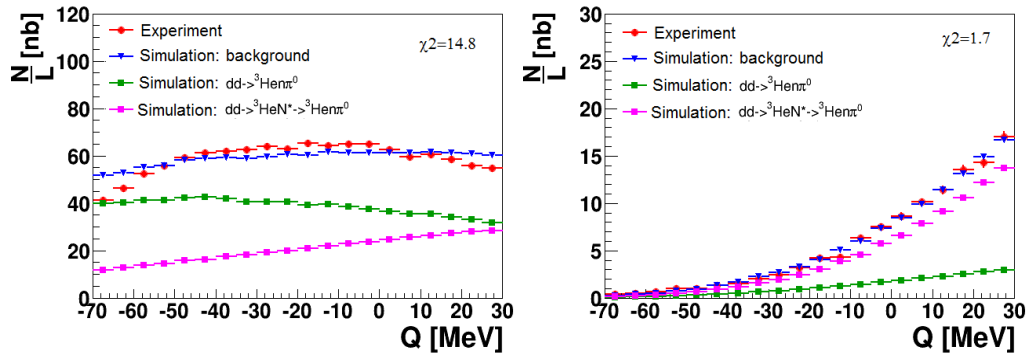 120
100
80
60
40
20
0
N/L [nb]
Experiment
Simulation: background
Simulation: dd->³Henπ⁰
Simulation: dd->³HeN*->³Henπ⁰
χ2=14.8
-70 -60 -50 -40 -30 -20 -10 0 10 20 30
Q [MeV]
30
25
20
15
10
5
0
N/L [nb]
Experiment
Simulation: background
Simulation: dd->³Henπ⁰
Simulation: dd->³HeN*->³Henπ⁰
χ2=1.7
-70 -60 -50 -40 -30 -20 -10 0 10 20 30
Q [MeV]